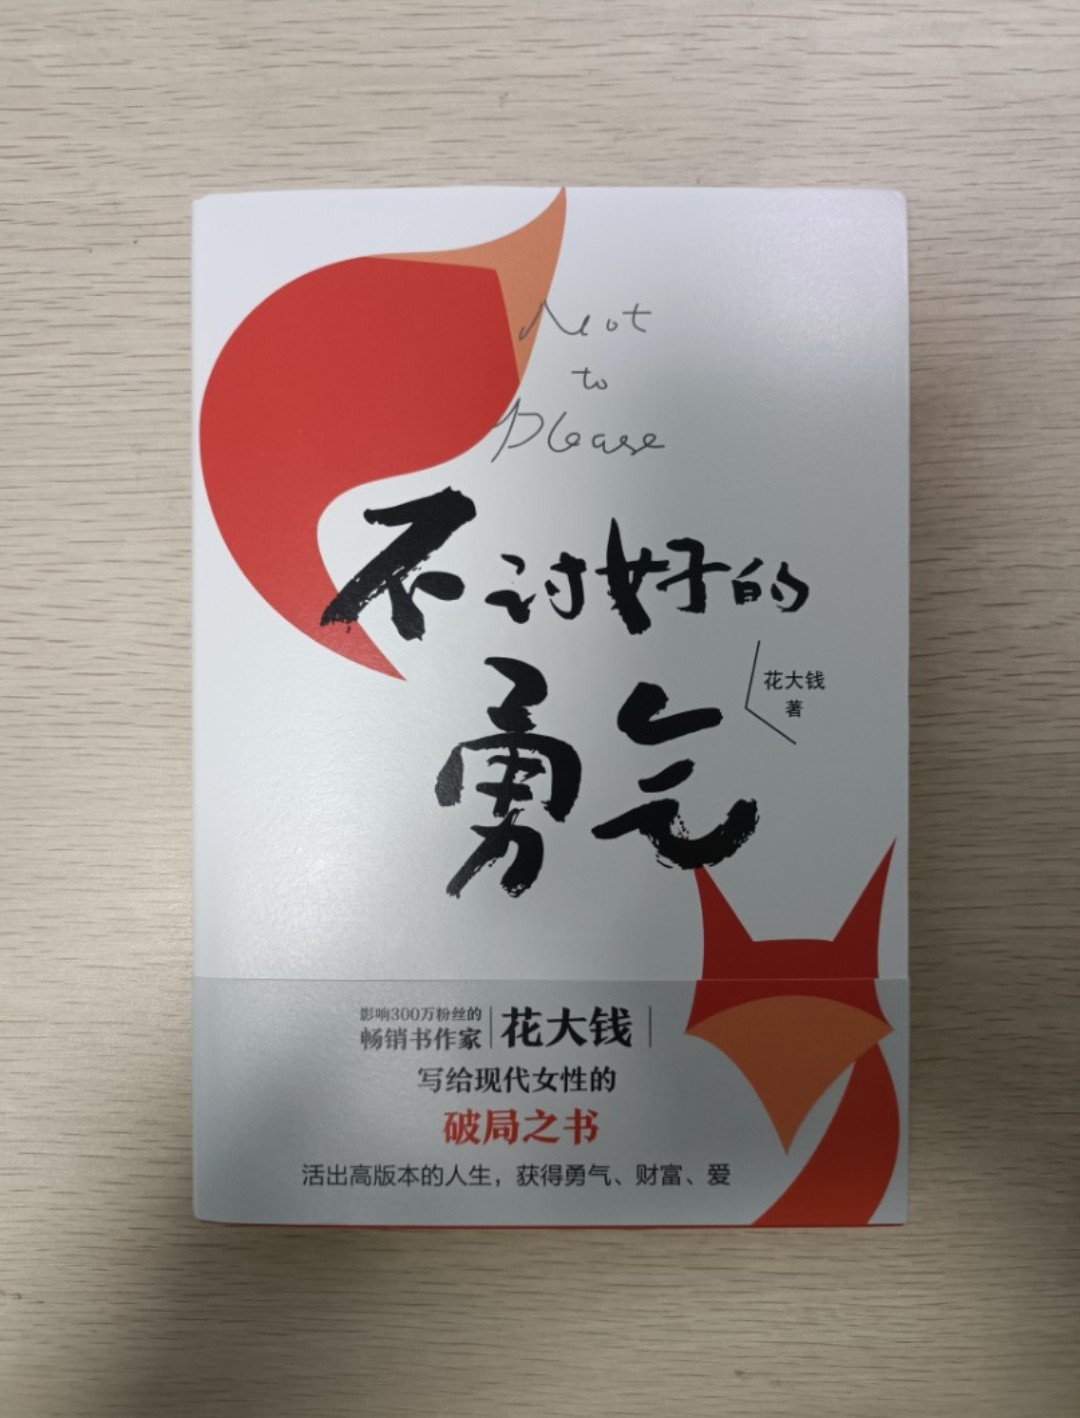 Not
to
Please
不讨好的
勇气
花大钱
著
影响300万粉丝的
畅销书作家
花大钱
写给现代女性的
破局之书
活出高版本的人生，获得勇气、财富、爱